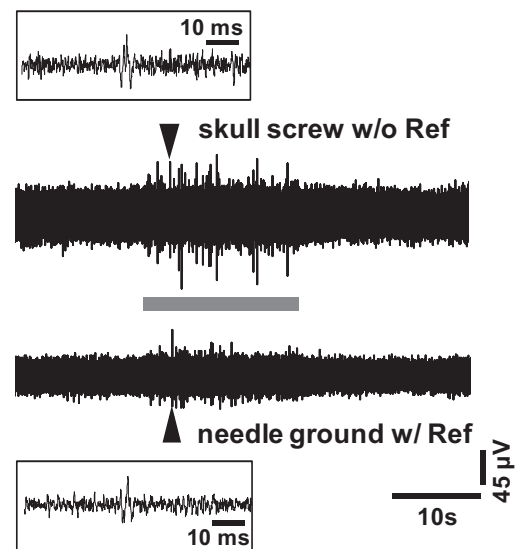 10 ms
skull screw w/o Ref
needle ground w/ Ref
45 µV
10s
10 ms